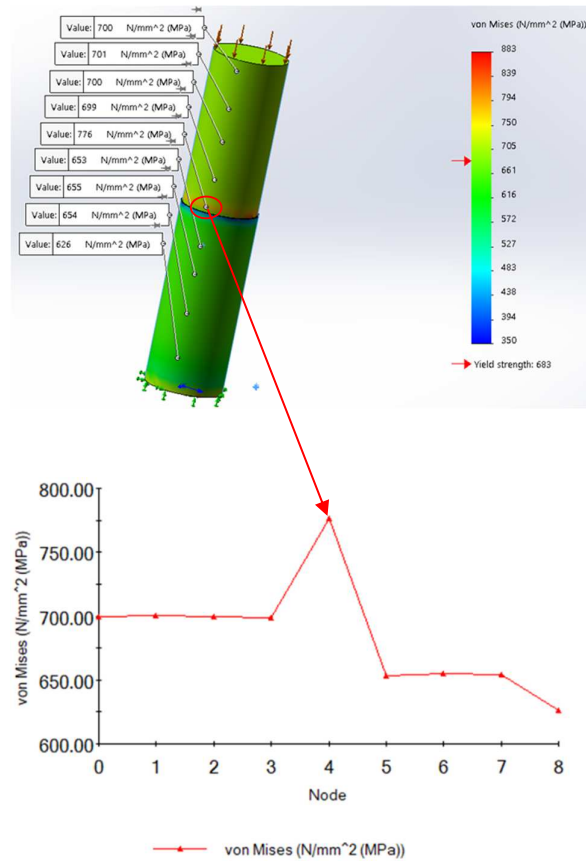 Value: 700 N/mm^2 (MPa)
Value: 701 N/mm^2 (MPa)
Value: 700 N/mm^2 (MPa)
Value: 699 N/mm^2 (MPa)
Value: 776 N/mm^2 (MPa)
Value: 653 N/mm^2 (MPa)
Value: 655 N/mm^2 (MPa)
Value: 654 N/mm^2 (MPa)
Value: 626 N/mm^2 (MPa)
von Mises (N/mm^2 (MPa))
883
839
794
750
705
661
616
572
527
483
438
394
350
Yield strength: 683
von Mises (N/mm^2 (MPa))
800.00
750.00
700.00
650.00
600.00
0 1 2 3 4 5 6 7 8
Node
von Mises (N/mm^2 (MPa))